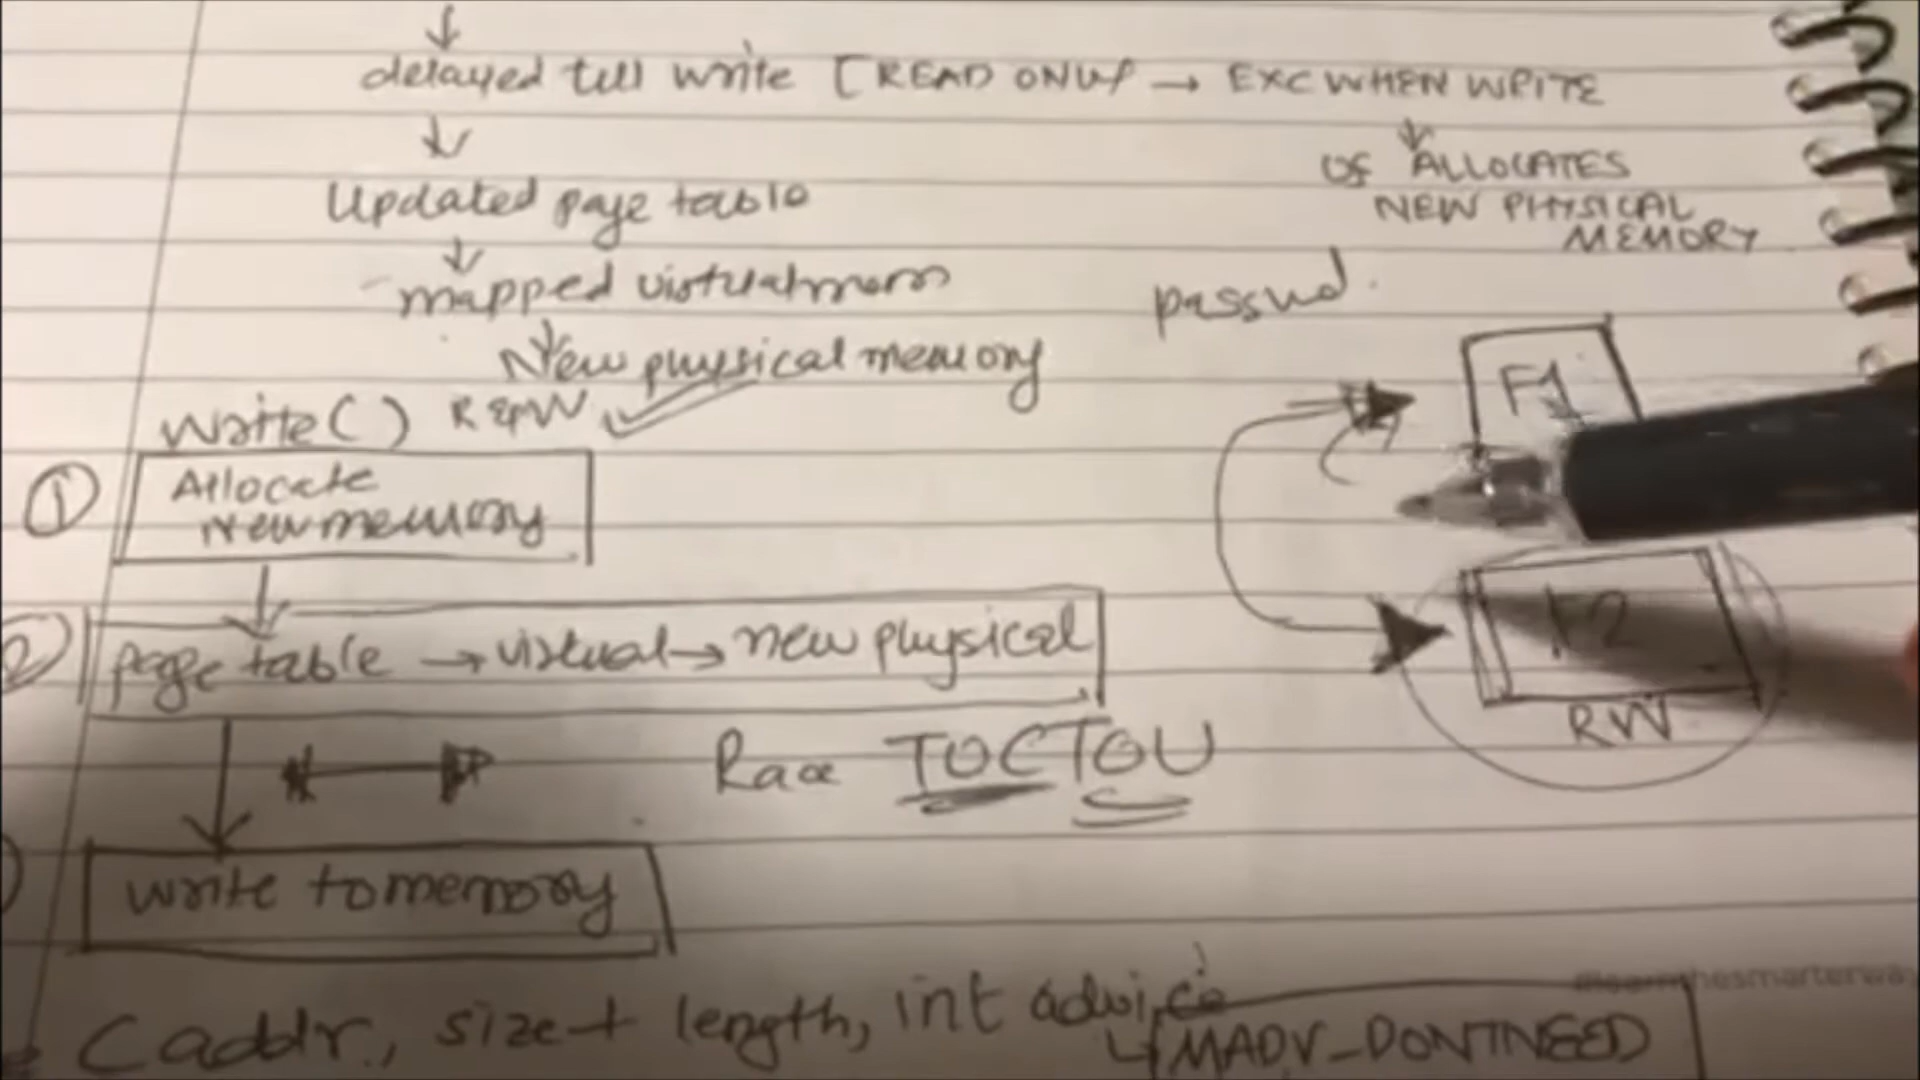 delayed till write [READ ONLY → EXC WHEN WRITE
OS ALLOCATES
NEW PHYSICAL
MEMORY
Updated page table
mapped virtual mem
passwd
New physical memory
Write() R&W
F1
① Allocate
New memory
F2
RW
② page table → virtual → new physical
Race TOCTOU
write to memory
(addr, size_t length, int advice
MADV_DONTNEED